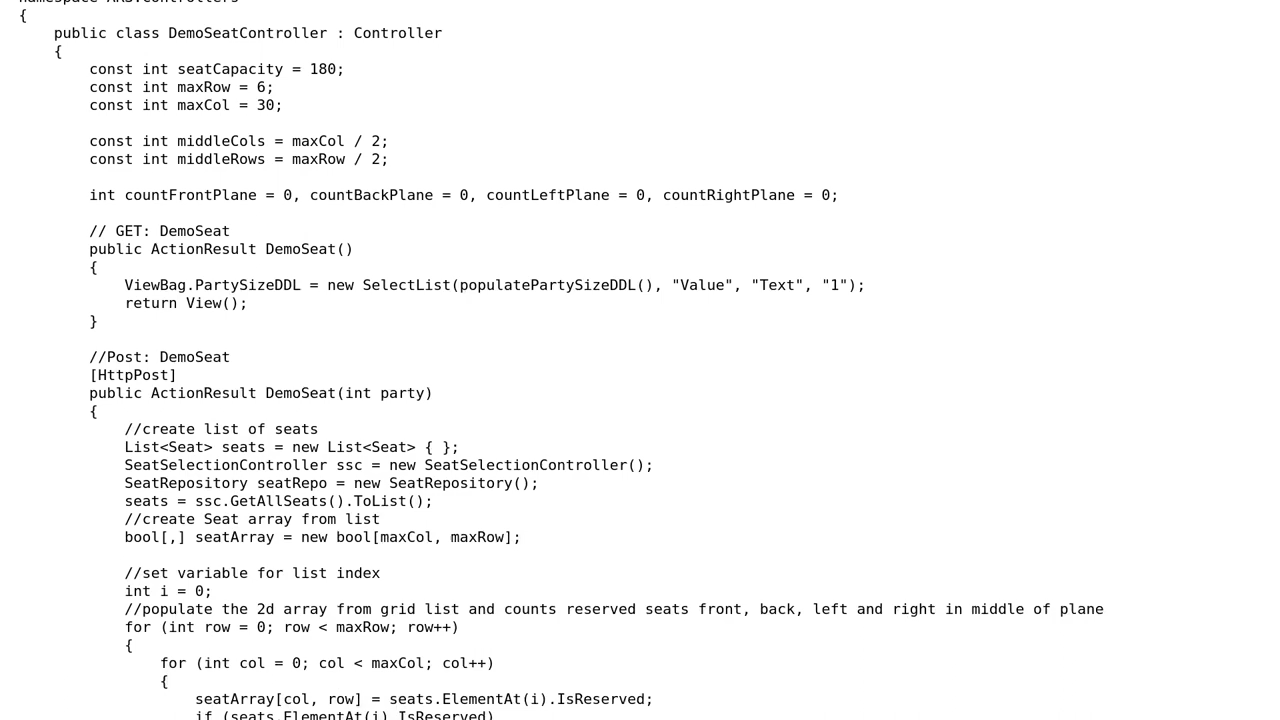 namespace ARS.Controllers
{
    public class DemoSeatController : Controller
    {
        const int seatCapacity = 180;
        const int maxRow = 6;
        const int maxCol = 30;

        const int middleCols = maxCol / 2;
        const int middleRows = maxRow / 2;

        int countFrontPlane = 0, countBackPlane = 0, countLeftPlane = 0, countRightPlane = 0;

        // GET: DemoSeat
        public ActionResult DemoSeat()
        {
            ViewBag.PartySizeDDL = new SelectList(populatePartySizeDDL(), "Value", "Text", "1");
            return View();
        }

        //Post: DemoSeat
        [HttpPost]
        public ActionResult DemoSeat(int party)
        {
            //create list of seats
            List<Seat> seats = new List<Seat> { };
            SeatSelectionController ssc = new SeatSelectionController();
            SeatRepository seatRepo = new SeatRepository();
            seats = ssc.GetAllSeats().ToList();
            //create Seat array from list
            bool[,] seatArray = new bool[maxCol, maxRow];

            //set variable for list index
            int i = 0;
            //populate the 2d array from grid list and counts reserved seats front, back, left and right in middle of plane
            for (int row = 0; row < maxRow; row++)
            {
                for (int col = 0; col < maxCol; col++)
                {
                    seatArray[col, row] = seats.ElementAt(i).IsReserved;
                    if (seats.ElementAt(i).IsReserved)